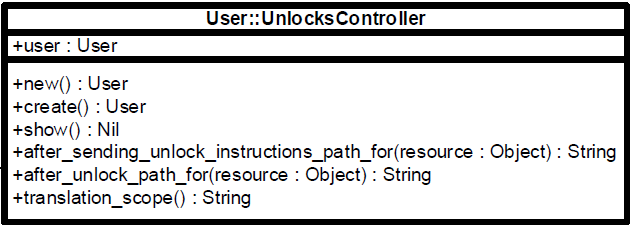 User::UnlocksController
+user : User
+new() : User
+create() : User
+show() : Nil
+after_sending_unlock_instructions_path_for(resource : Object) : String
+after_unlock_path_for(resource : Object) : String
+translation_scope() : String